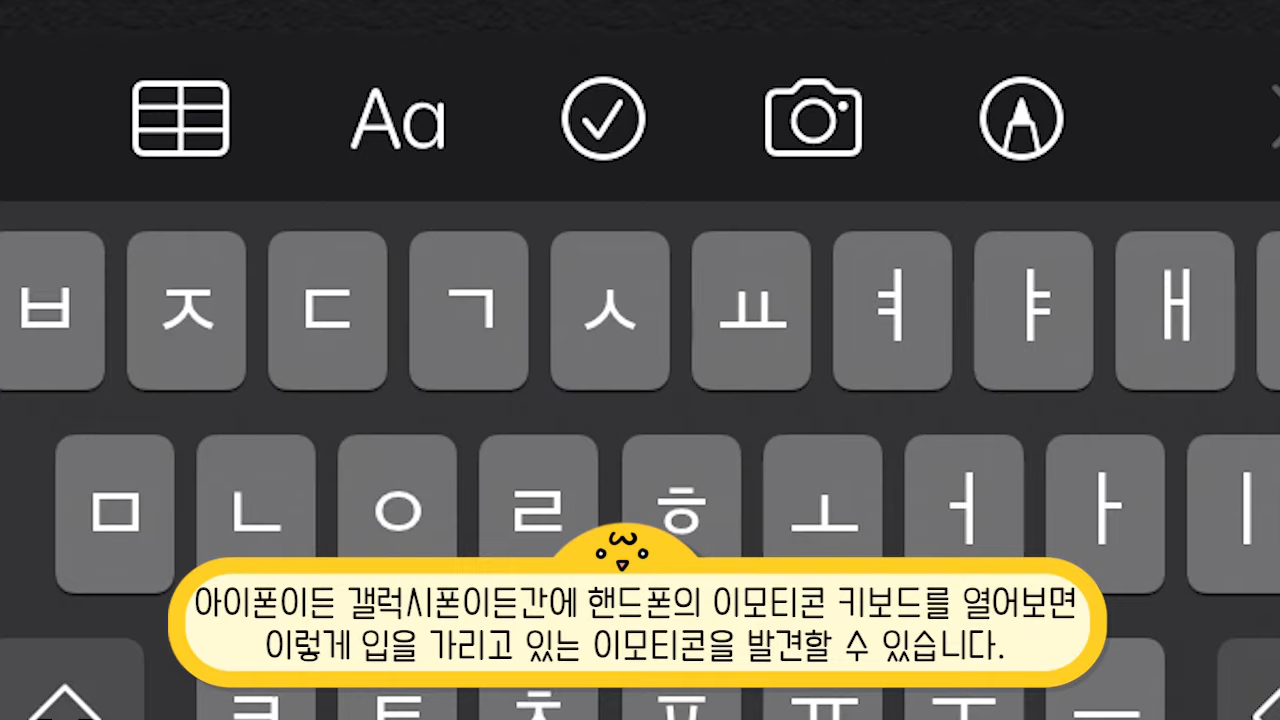 Aa
ㅂ ㅈ ㄷ ㄱ ㅅ ㅛ ㅕ ㅑ ㅐ
ㅁ ㄴ ㅇ ㄹ ㅎ ㅗ ㅓ ㅏ ㅣ
아이폰이든 갤럭시폰이든간에 핸드폰의 이모티콘 키보드를 열어보면
이렇게 입을 가리고 있는 이모티콘을 발견할 수 있습니다.
ㅋ ㅌ ㅊ ㅍ ㅠ ㅜ ㅡ